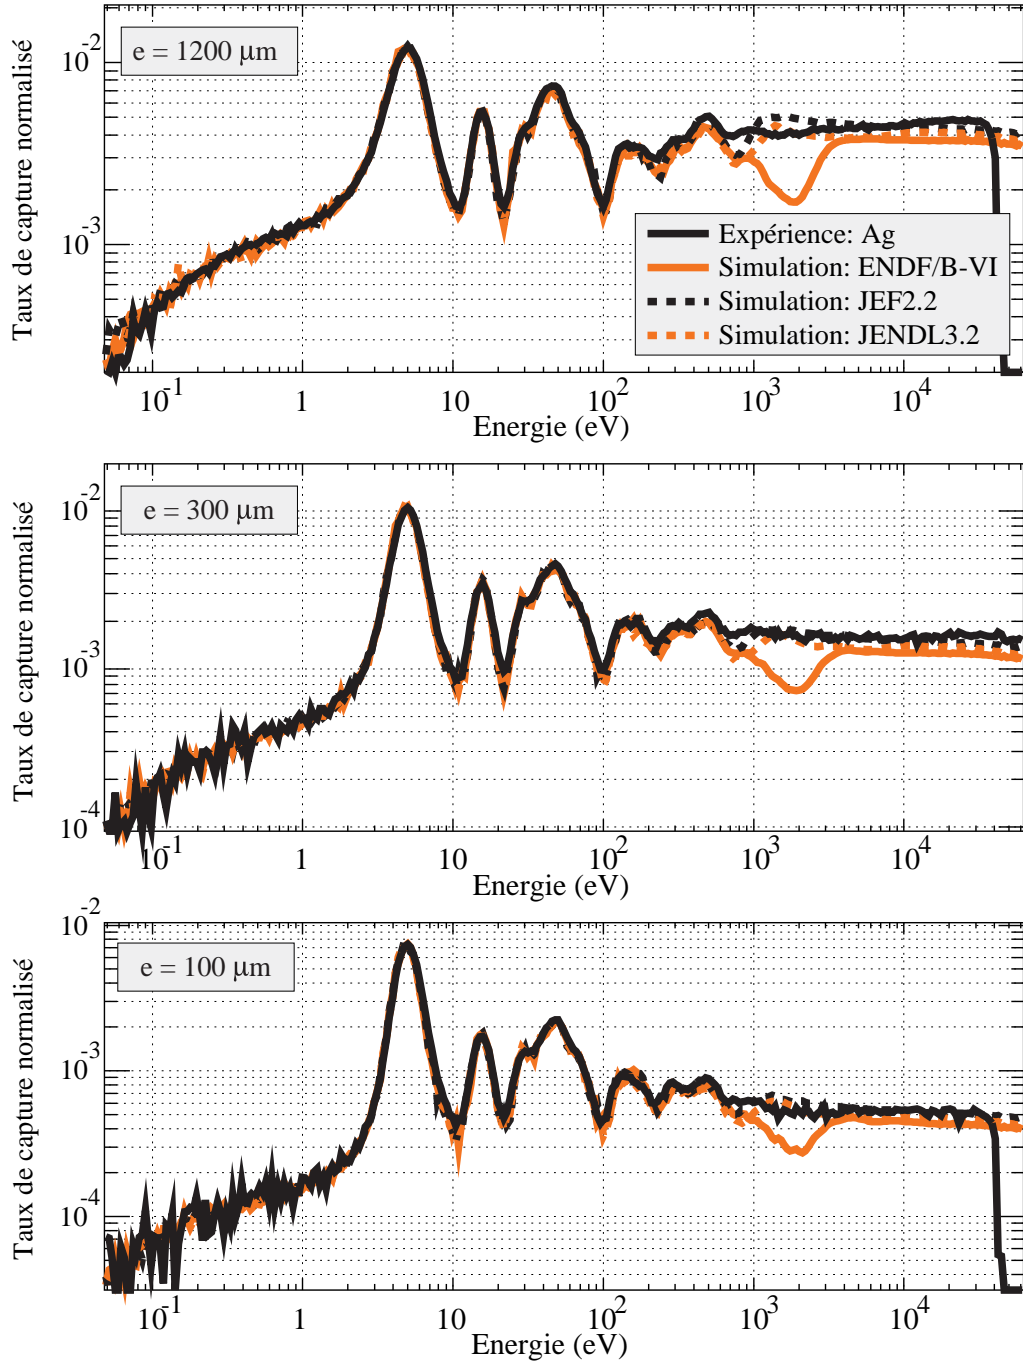 e = 1200 μm
Taux de capture normalisé
10-2
10-3
Expérience: Ag
Simulation: ENDF/B-VI
Simulation: JEF2.2
Simulation: JENDL3.2
10-1 1 10 102 103 104
Energie (eV)
e = 300 μm
Taux de capture normalisé
10-2
10-3
10-4
10-1 1 10 102 103 104
Energie (eV)
e = 100 μm
Taux de capture normalisé
10-2
10-3
10-4
10-1 1 10 102 103 104
Energie (eV)